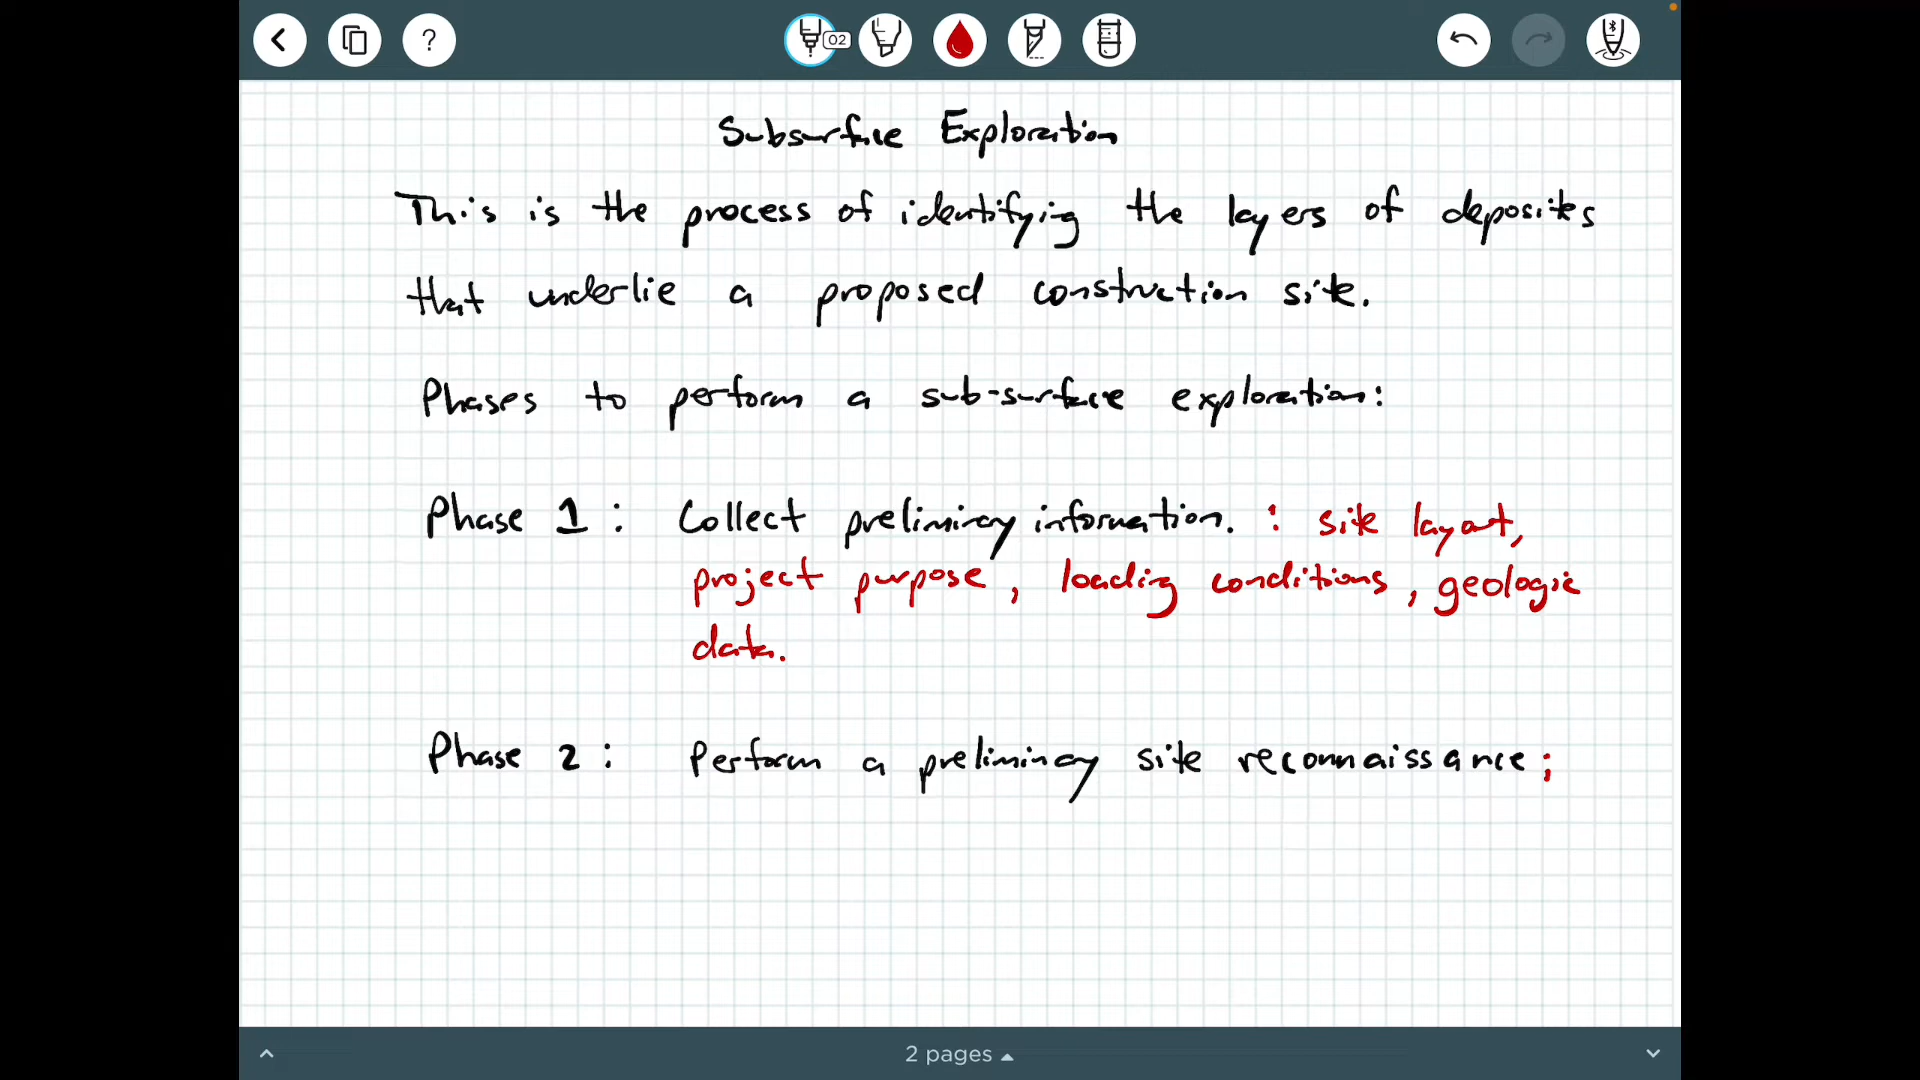 ?
02
Subsurface Exploration
This is the process of identifying the layers of deposits
that underlie a proposed construction site.
Phases to perform a sub-surface exploration:
Phase 1: Collect preliminary information. : site layout,
project purpose, loading conditions, geologic
data.
Phase 2: Perform a preliminary site reconnaissance;
2 pages